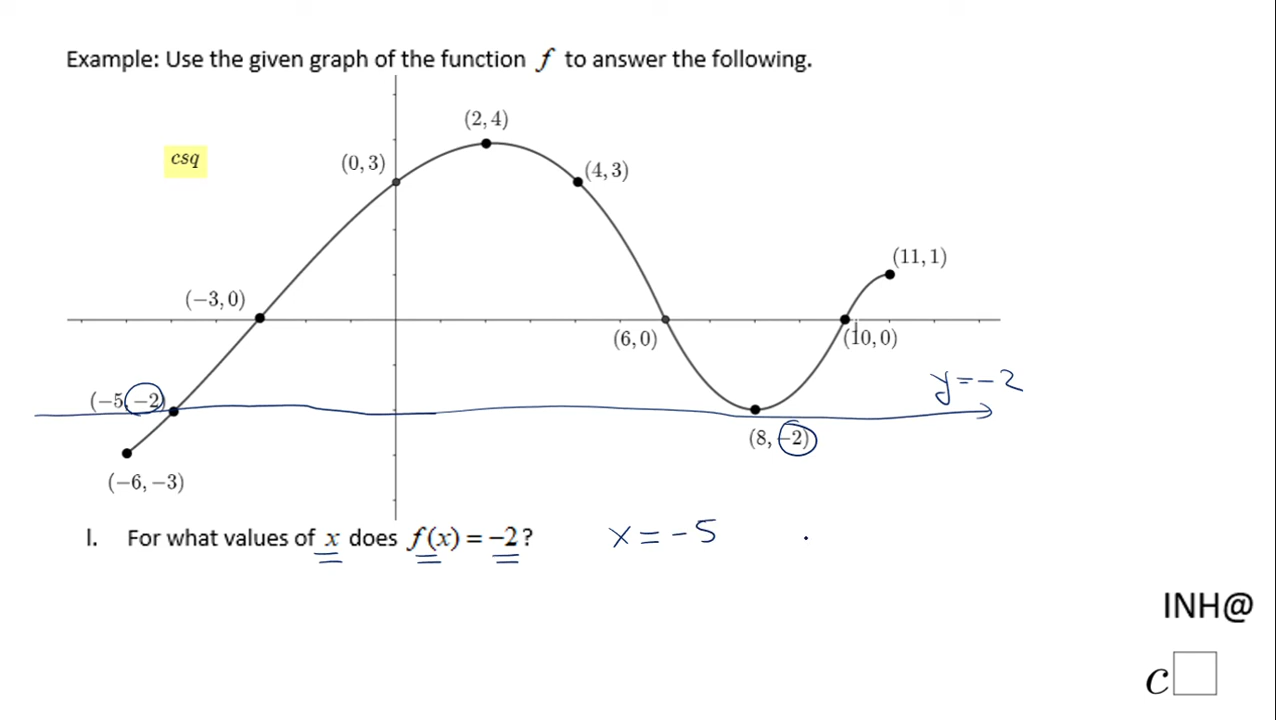 Example: Use the given graph of the function f to answer the following.
(2, 4)
csq
(0, 3)
(4, 3)
(11, 1)
(−3, 0)
(6, 0)
(10, 0)
y = −2
(−5, −2)
(8, −2)
(−6, −3)
l. For what values of x does f(x) = −2? x = −5
INH@
c